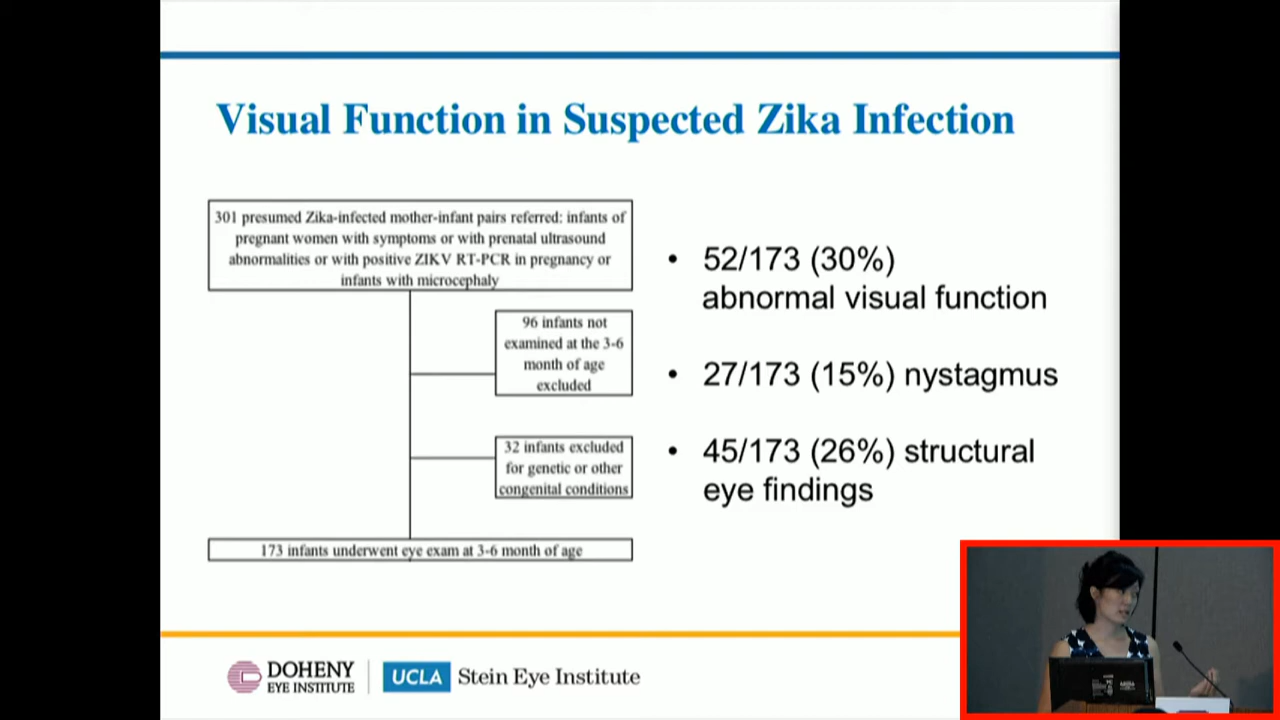 Visual Function in Suspected Zika Infection
301 presumed Zika-infected mother-infant pairs referred: infants of
pregnant women with symptoms or with prenatal ultrasound
abnormalities or with positive ZIKV RT-PCR in pregnancy or
infants with microcephaly
96 infants not
examined at the 3-6
month of age
excluded
32 infants excluded
for genetic or other
congenital conditions
173 infants underwent eye exam at 3-6 month of age
• 52/173 (30%)
abnormal visual function
• 27/173 (15%) nystagmus
• 45/173 (26%) structural
eye findings
DOHENY
EYE INSTITUTE
UCLA
Stein Eye Institute